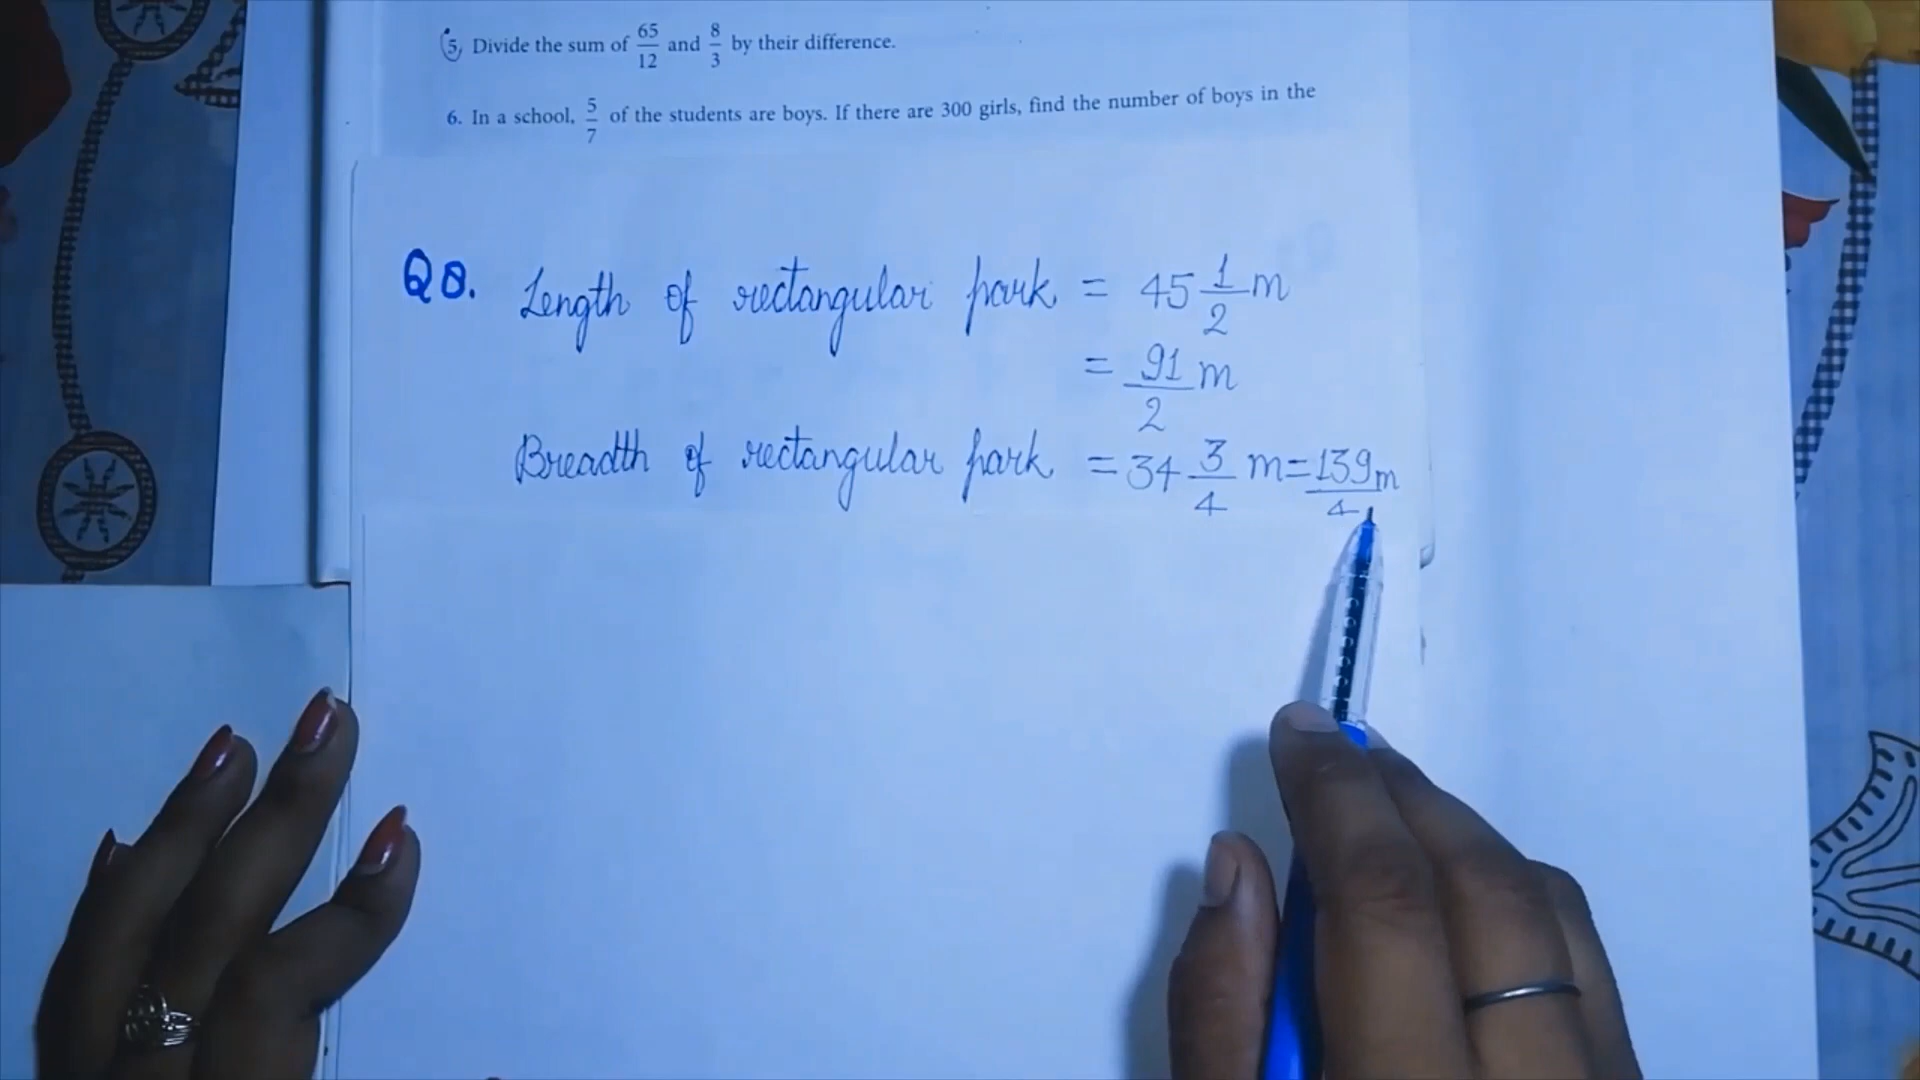 5. Divide the sum of 65/12 and 8/3 by their difference.
6. In a school, 5/7 of the students are boys. If there are 300 girls, find the number of boys in the
Q8. Length of rectangular park = 45 1/2 m
= 91/2 m
Breadth of rectangular park = 34 3/4 m = 139/4 m